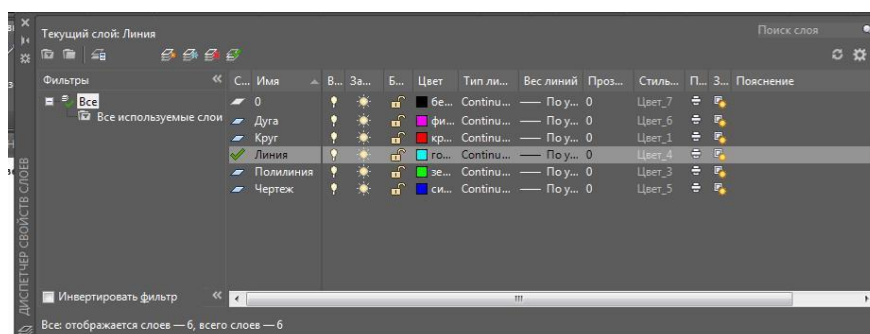 Текущий слой: Линия
Поиск слоя
Фильтры
С... Имя В... За... Б... Цвет Тип ли... Вес линий Проз... Стиль... П... З... Пояснение
Все
Все используемые слои
0 бе... Continu... По у... 0 Цвет_7
Дуга фи... Continu... По у... 0 Цвет_6
Круг кр... Continu... По у... 0 Цвет_1
Линия го... Continu... По у... 0 Цвет_4
Полилиния зе... Continu... По у... 0 Цвет_3
Чертеж си... Continu... По у... 0 Цвет_5
Инвертировать фильтр
Все: отображается слоев — 6, всего слоев — 6
ДИСПЕТЧЕР СВОЙСТВ СЛОЕВ